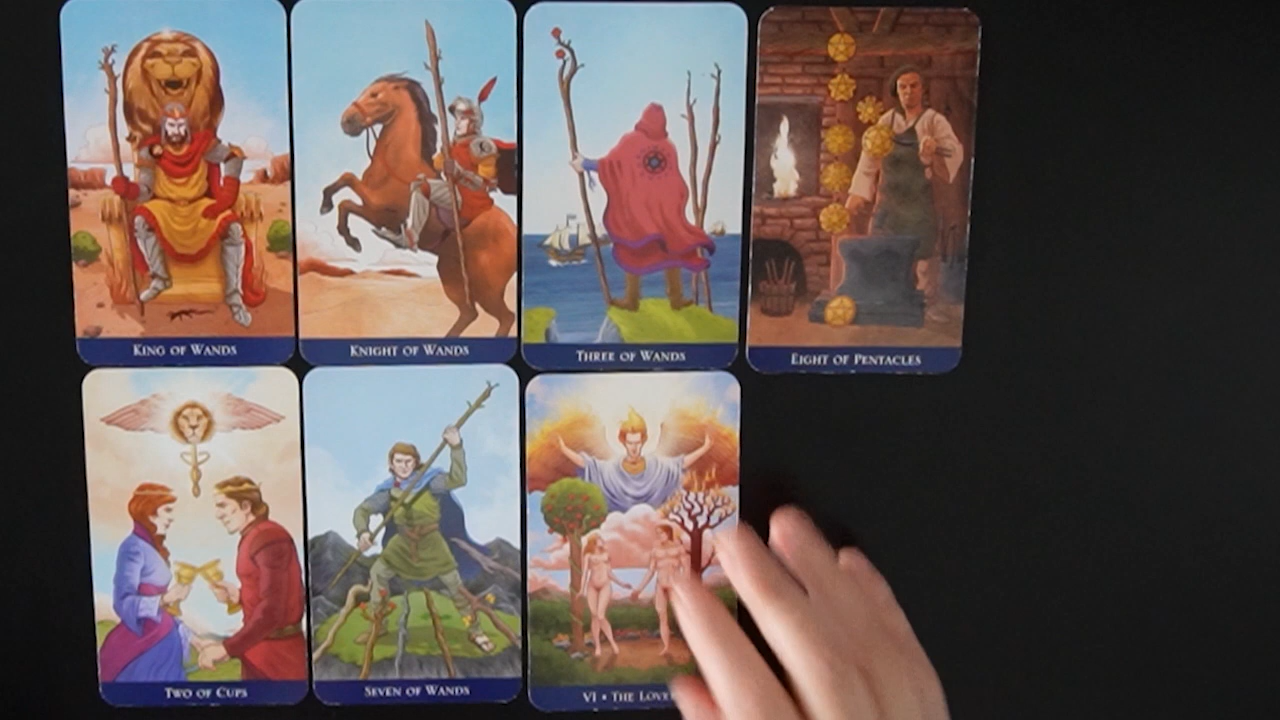 KING OF WANDS
KNIGHT OF WANDS
THREE OF WANDS
EIGHT OF PENTACLES
TWO OF CUPS
SEVEN OF WANDS
VI • THE